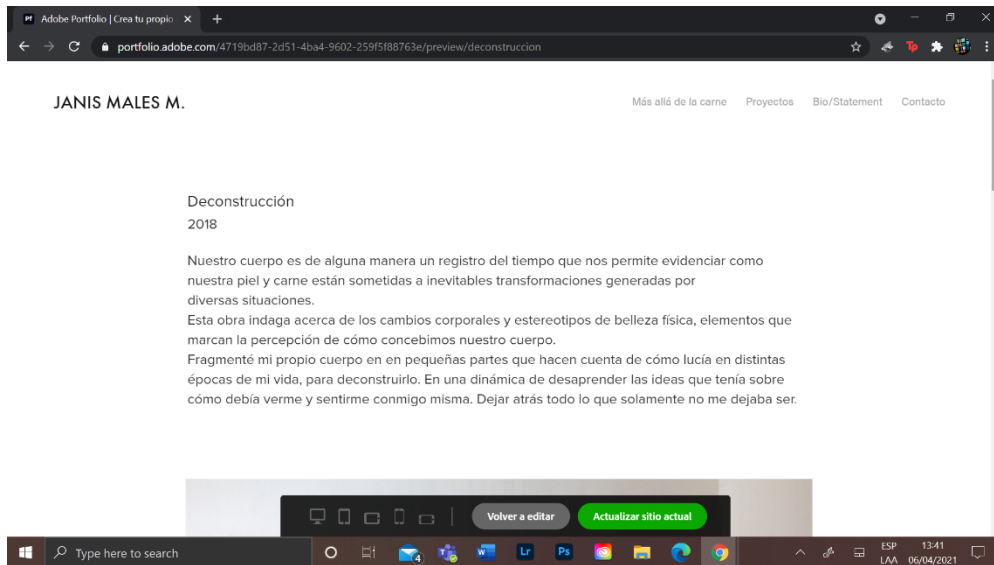 Adobe Portfolio | Crea tu propio
portfolio.adobe.com/4719bd87-2d51-4ba4-9602-259f5f88763e/preview/deconstruccion
JANIS MALES M.
Más allá de la carne Proyectos Bio/Statement Contacto
Deconstrucción
2018
Nuestro cuerpo es de alguna manera un registro del tiempo que nos permite evidenciar como
nuestra piel y carne están sometidas a inevitables transformaciones generadas por
diversas situaciones.
Esta obra indaga acerca de los cambios corporales y estereotipos de belleza física, elementos que
marcan la percepción de cómo concebimos nuestro cuerpo.
Fragmenté mi propio cuerpo en en pequeñas partes que hacen cuenta de cómo lucía en distintas
épocas de mi vida, para deconstruirlo. En una dinámica de desaprender las ideas que tenía sobre
cómo debía verme y sentirme conmigo misma. Dejar atrás todo lo que solamente no me dejaba ser.
Volver a editar Actualizar sitio actual
Type here to search
4
Lr Ps
ESP 13:41
LAA 06/04/2021